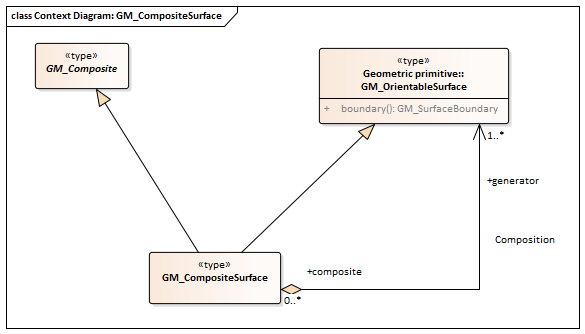 class Context Diagram: GM_CompositeSurface
«type»
GM_Composite
«type»
Geometric primitive::
GM_OrientableSurface
+ boundary(): GM_SurfaceBoundary
1..*
+generator
Composition
«type»
GM_CompositeSurface
+composite
0..*